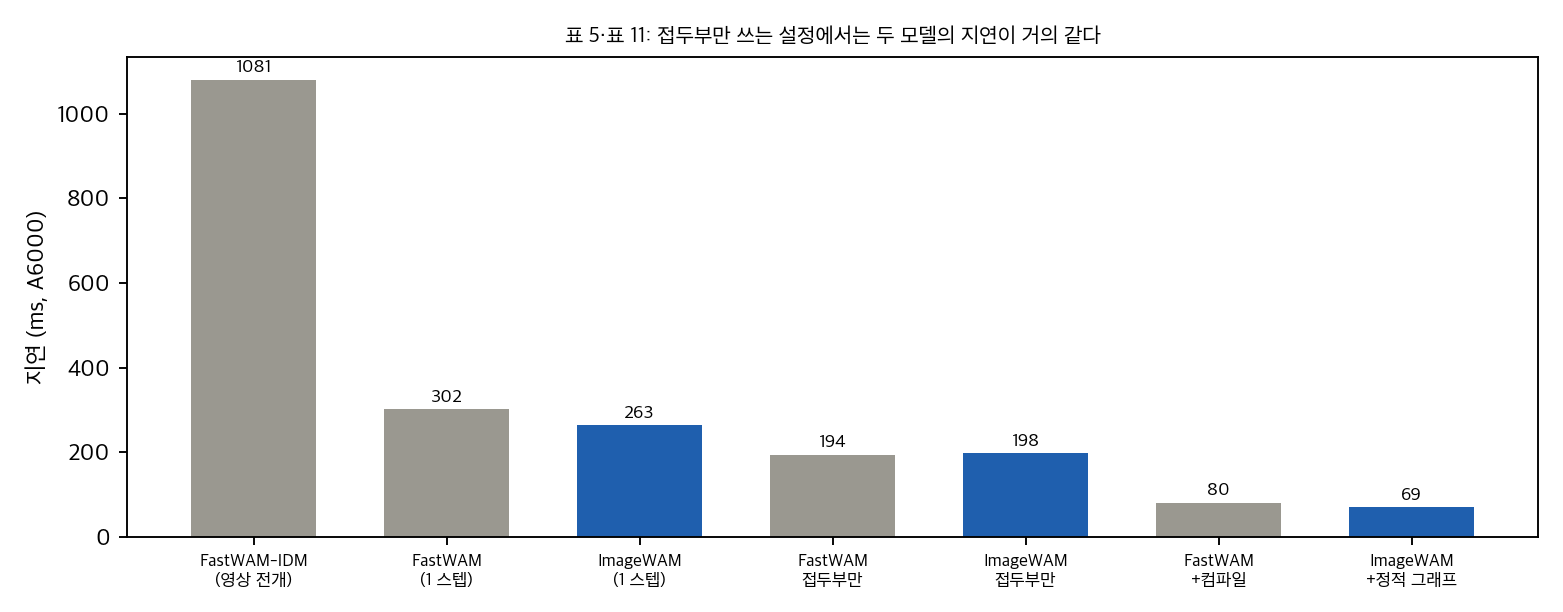 표 5·표 11: 접두부만 쓰는 설정에서는 두 모델의 지연이 거의 같다
지연 (ms, A6000)
1000
800
600
400
200
0
1081
302
263
194
198
80
69
FastWAM-IDM
(영상 전개)
FastWAM
(1 스텝)
ImageWAM
(1 스텝)
FastWAM
접두부만
ImageWAM
접두부만
FastWAM
+컴파일
ImageWAM
+정적 그래프